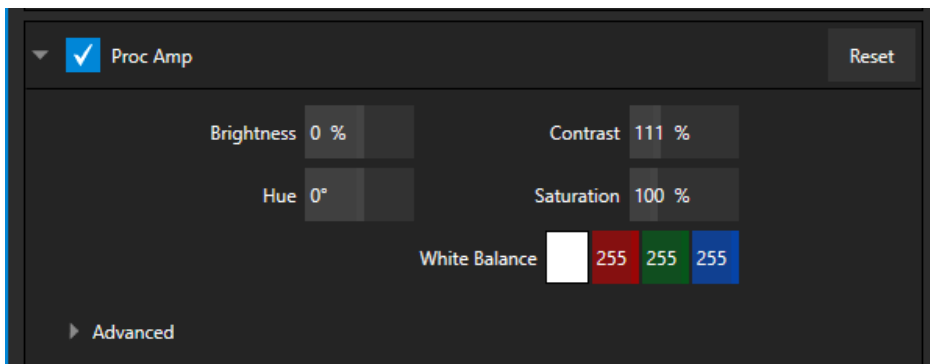 Proc Amp Reset
Brightness 0 % Contrast 111 %
Hue 0° Saturation 100 %
White Balance 255 255 255
Advanced